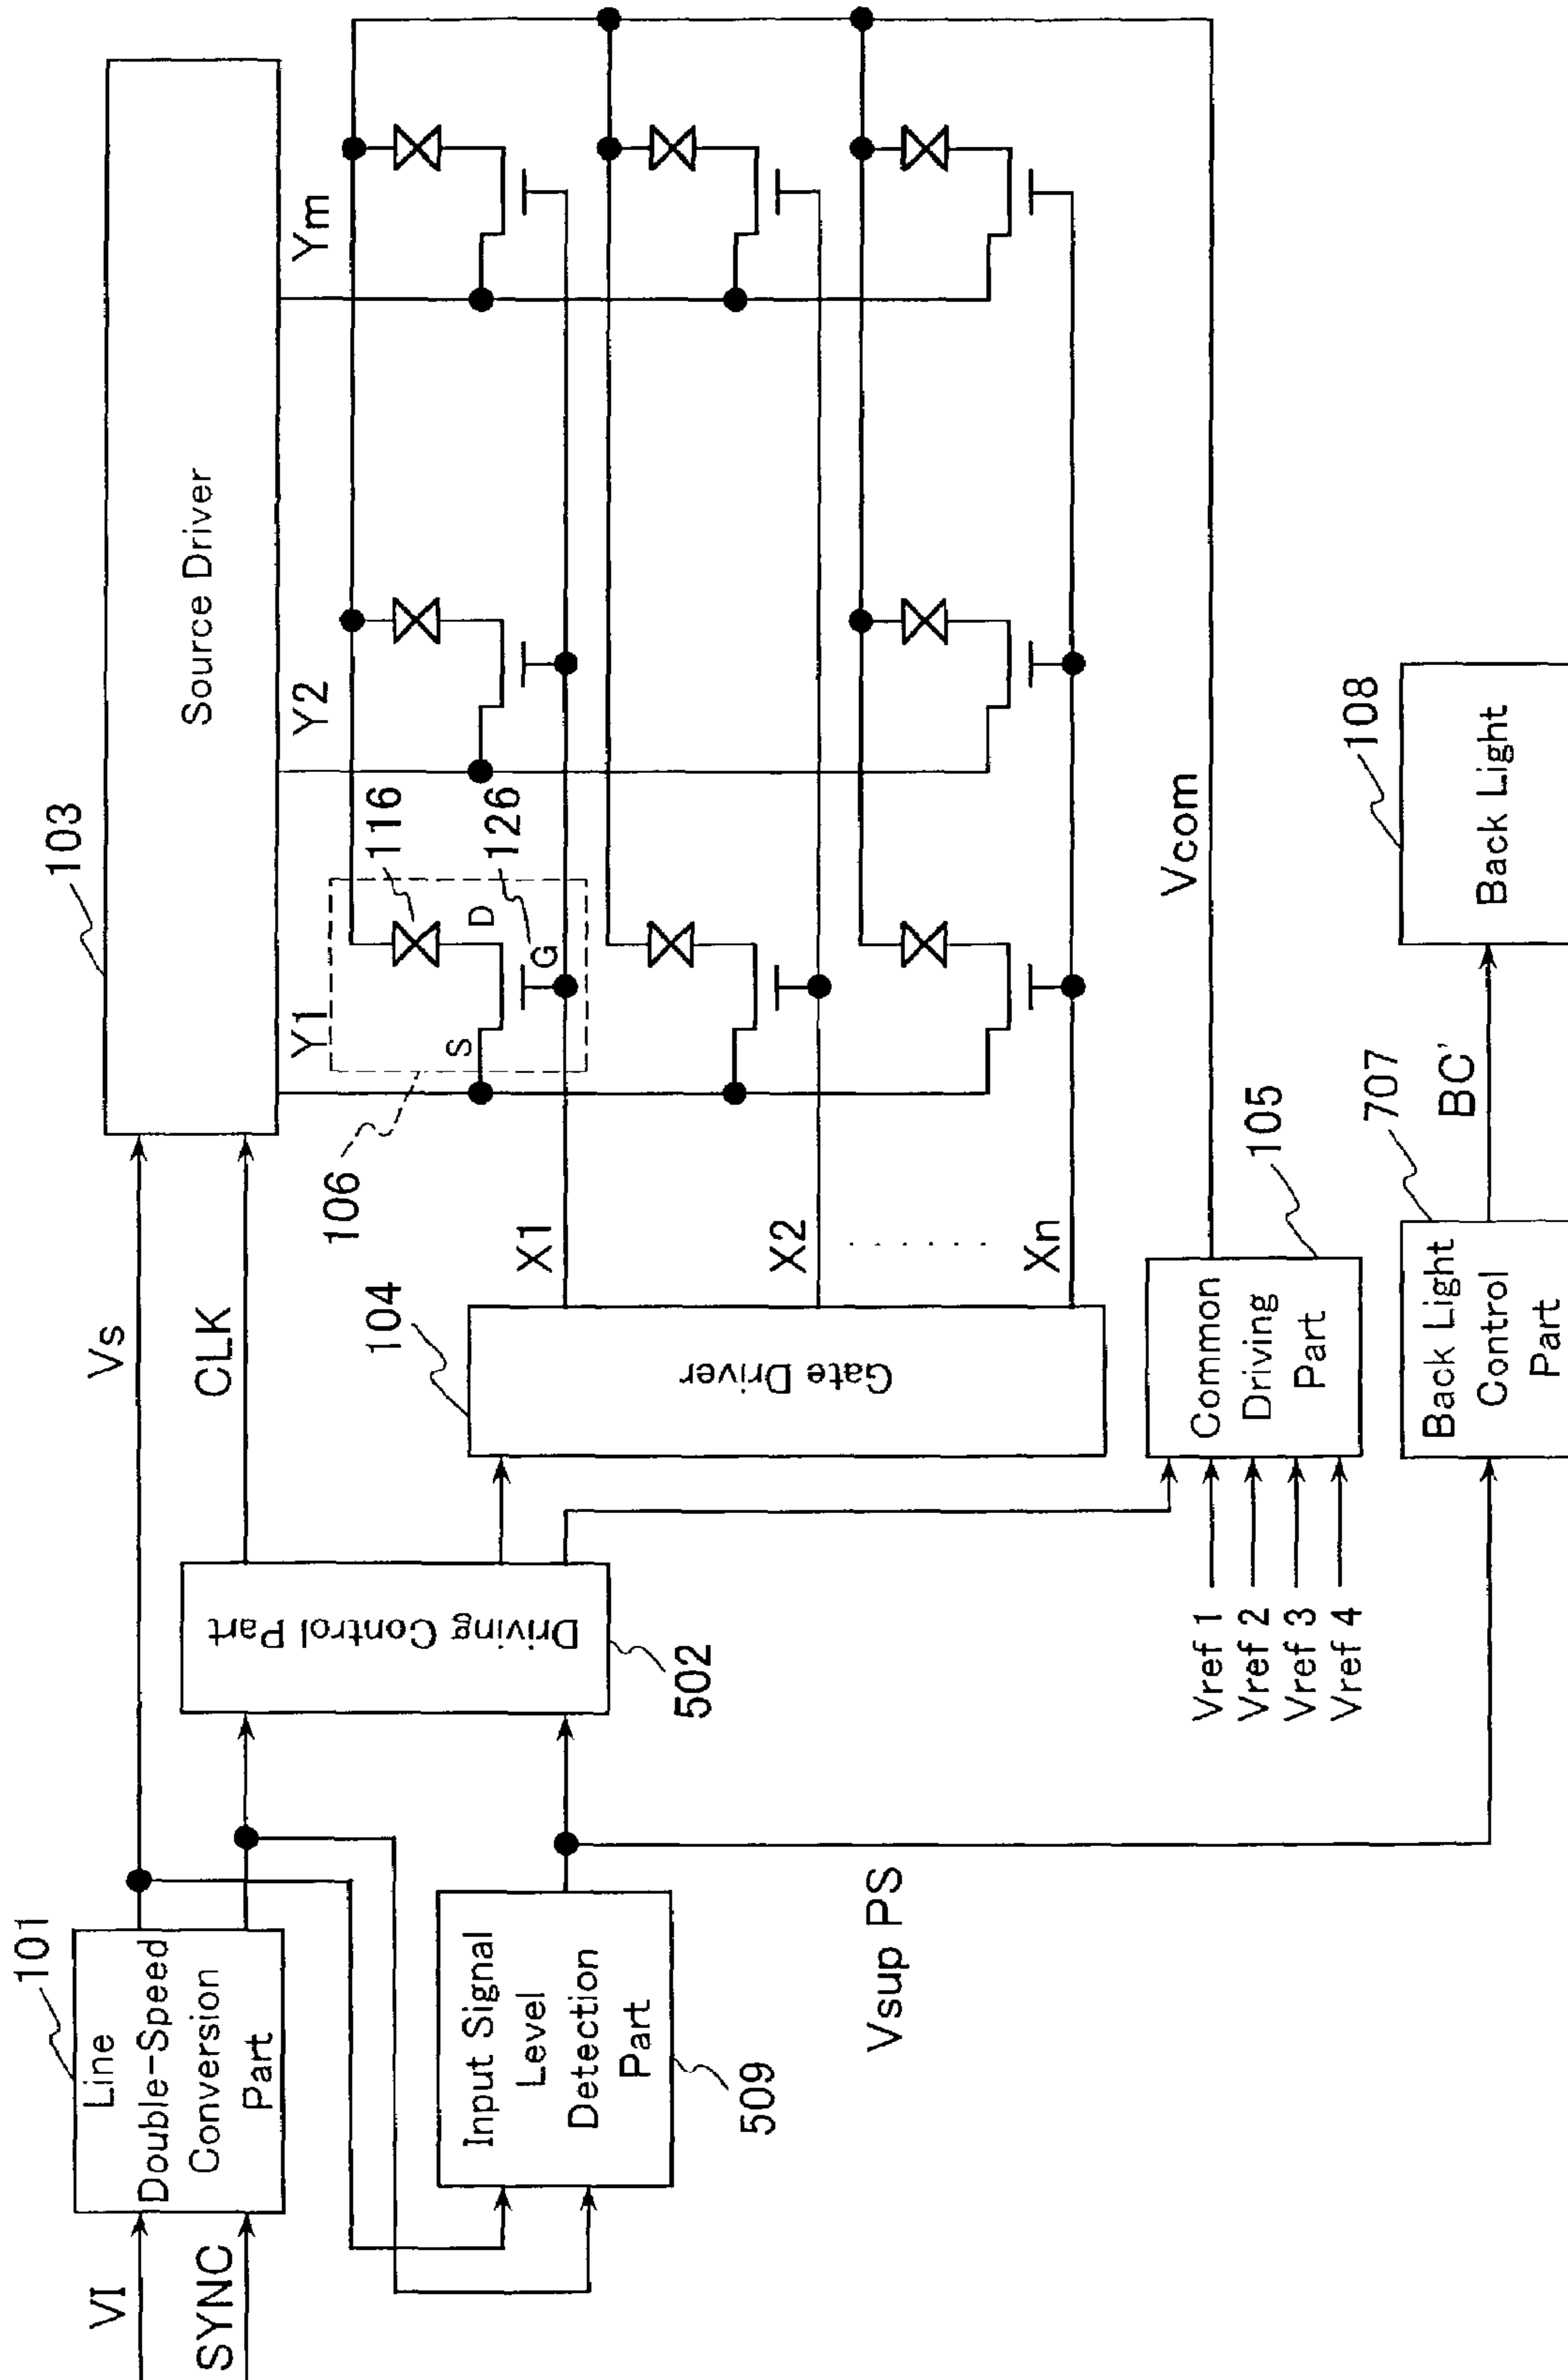 VI
SYNC
101
Line
Double-Speed
Conversion
Part
Input Signal
Level
Detection
Part
509
Vsup PS
Vs
CLK
Driving Control Part
502
104
Gate Driver
Vref 1
Vref 2
Vref 3
Vref 4
Common
Driving
Part
105
Back Light
Control
Part
707
BC'
108
Back Light
Vcom
103
Source Driver
Y1
Y2
Ym
106
S
D
G
116
126
X1
X2
......
Xn